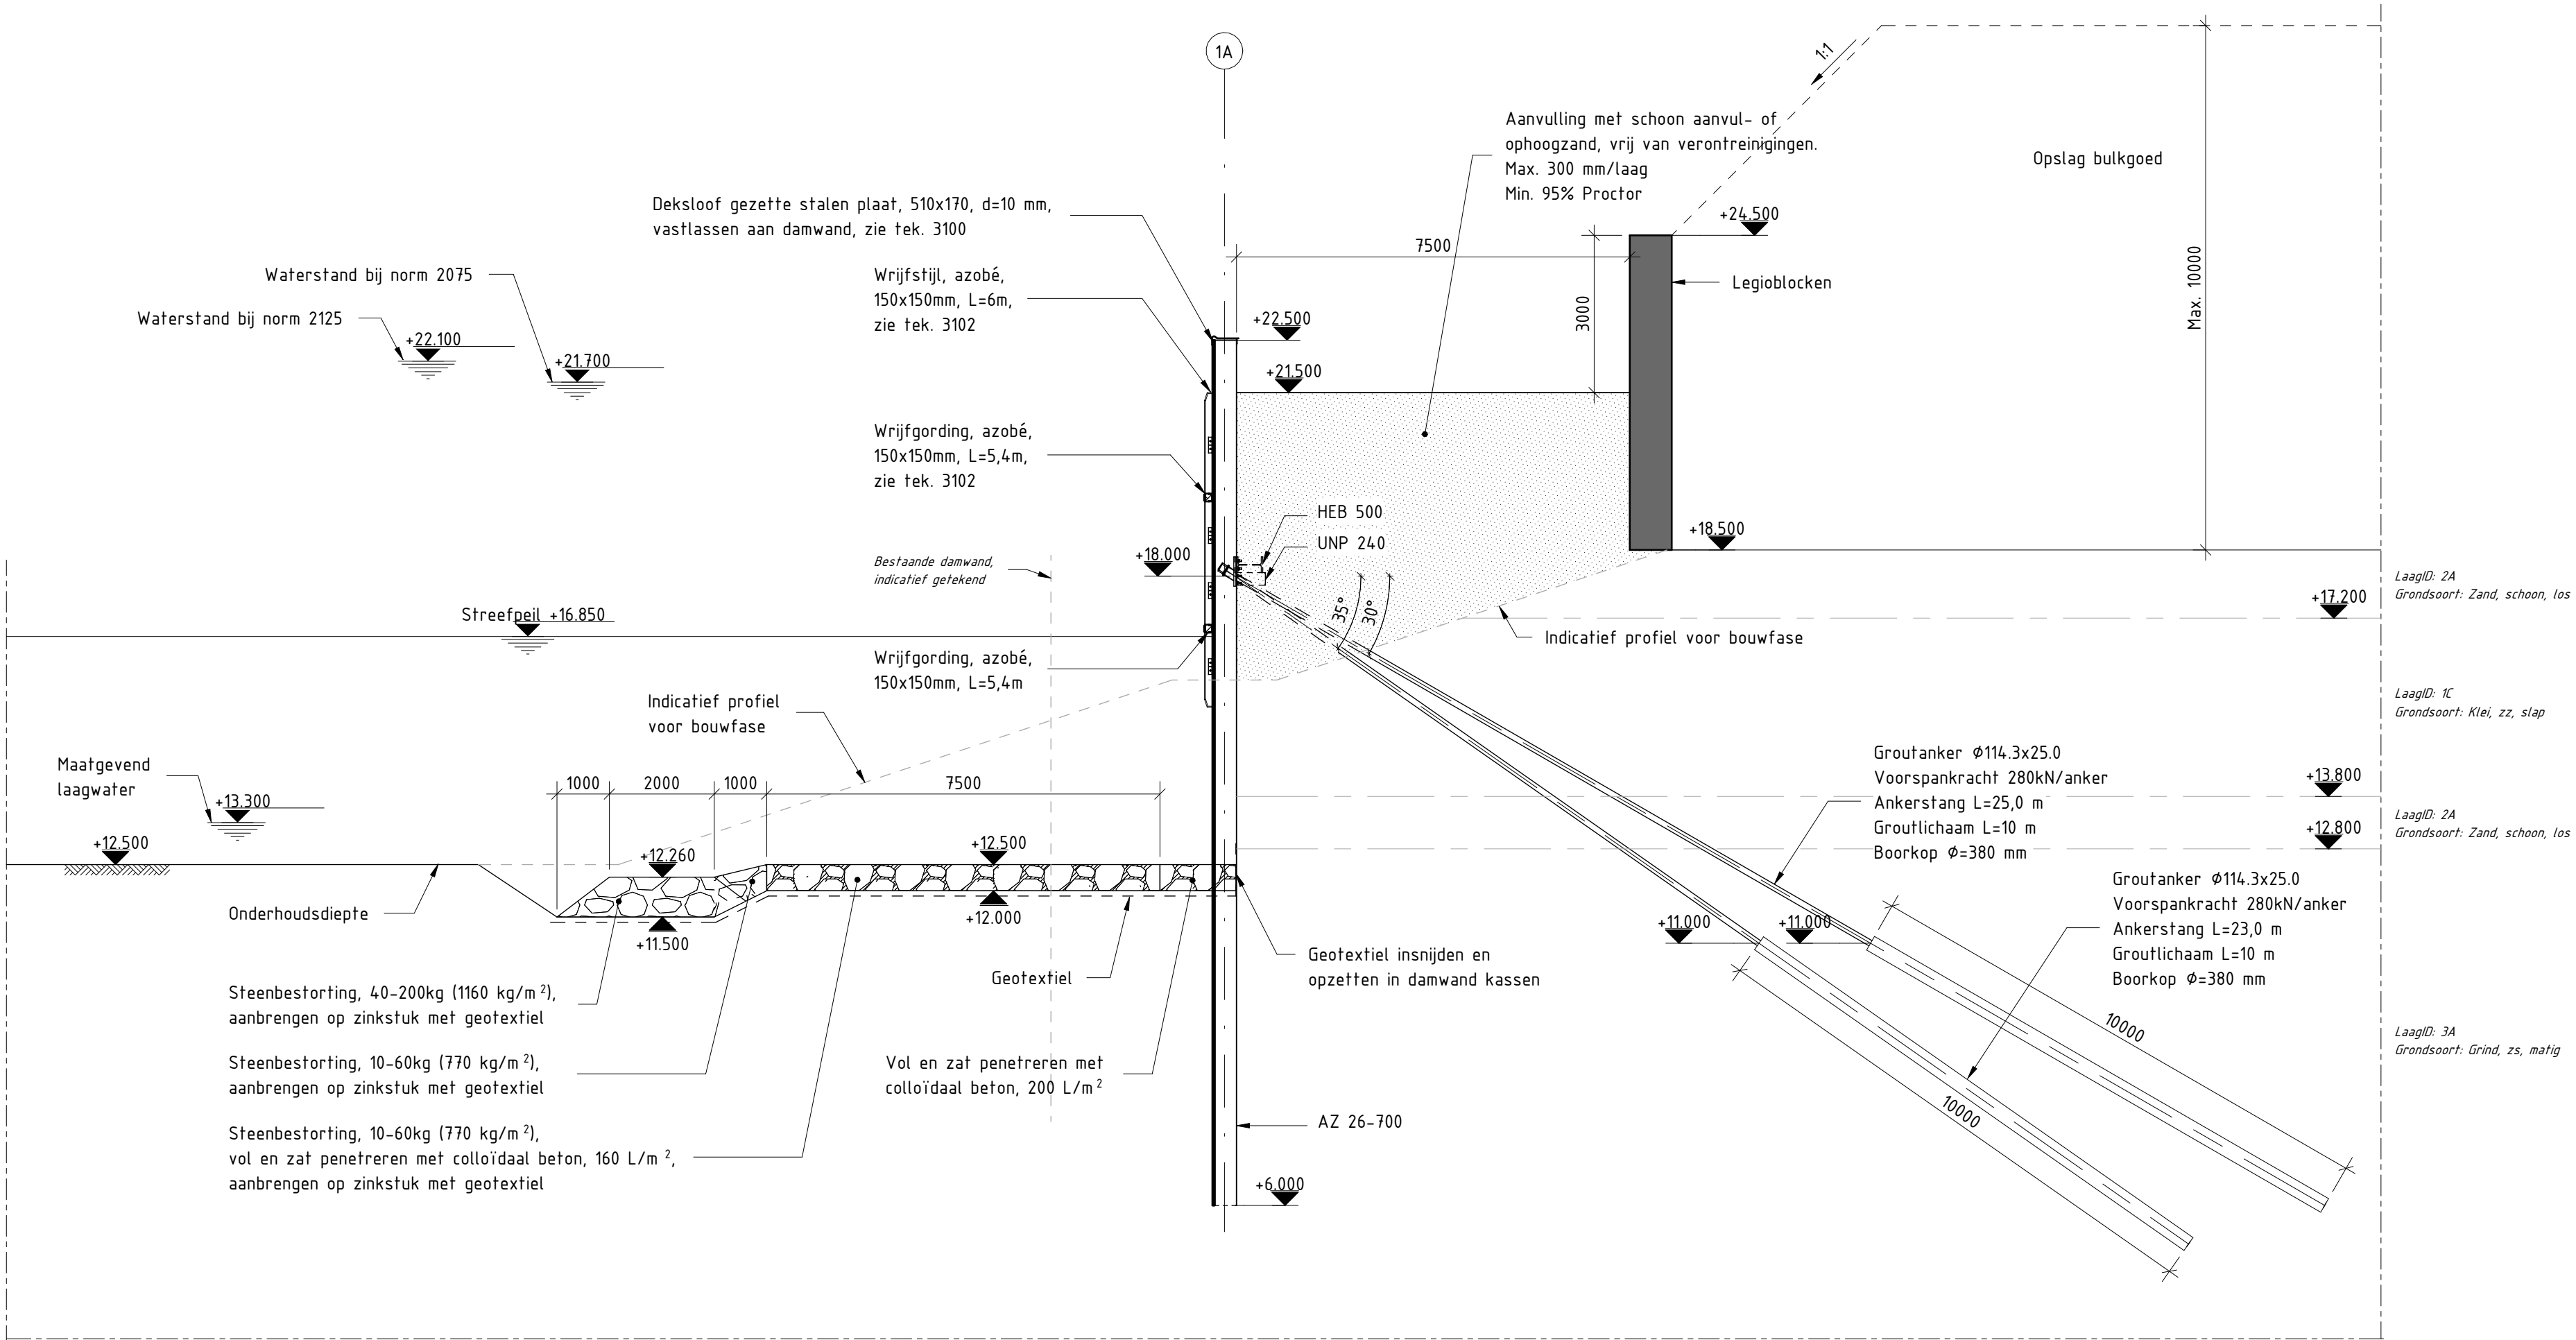 1A
1:1
Aanvulling met schoon aanvul- of
ophoogzand, vrij van verontreinigingen.
Max. 300 mm/laag
Min. 95% Proctor
Opslag bulkgoed
Deksloof gezette stalen plaat, 510x170, d=10 mm,
vastlassen aan damwand, zie tek. 3100
+24.500
7500
Max. 10000
Waterstand bij norm 2075
Wrijfstijl, azobé,
150x150mm, L=6m,
zie tek. 3102
Legioblocken
3000
Waterstand bij norm 2125
+22.100
+21.700
+22.500
+21.500
Wrijfgording, azobé,
150x150mm, L=5,4m,
zie tek. 3102
HEB 500
UNP 240
+18.500
Bestaande damwand,
indicatief getekend
+18.000
35°
30°
LaagID: 2A
Grondsoort: Zand, schoon, los
+17.200
Streefpeil +16.850
Indicatief profiel voor bouwfase
Wrijfgording, azobé,
150x150mm, L=5,4m
Indicatief profiel
voor bouwfase
LaagID: 1C
Grondsoort: Klei, zz, slap
Maatgevend
laagwater
+13.300
1000
2000
1000
7500
Groutanker Ø114.3x25.0
Voorspankracht 280kN/anker
Ankerstang L=25,0 m
Groutlichaam L=10 m
Boorkop Ø=380 mm
+13.800
LaagID: 2A
Grondsoort: Zand, schoon, los
+12.800
+12.500
+12.260
+12.500
Onderhoudsdiepte
+12.000
+11.500
+11.000
+11.000
Groutanker Ø114.3x25.0
Voorspankracht 280kN/anker
Ankerstang L=23,0 m
Groutlichaam L=10 m
Boorkop Ø=380 mm
Geotextiel
Geotextiel insnijden en
opzetten in damwand kassen
Steenbestorting, 40-200kg (1160 kg/m²),
aanbrengen op zinkstuk met geotextiel
10000
10000
LaagID: 3A
Grondsoort: Grind, zs, matig
Steenbestorting, 10-60kg (770 kg/m²),
aanbrengen op zinkstuk met geotextiel
Vol en zat penetreren met
colloïdaal beton, 200 L/m²
Steenbestorting, 10-60kg (770 kg/m²),
vol en zat penetreren met colloïdaal beton, 160 L/m²,
aanbrengen op zinkstuk met geotextiel
AZ 26-700
+6.000